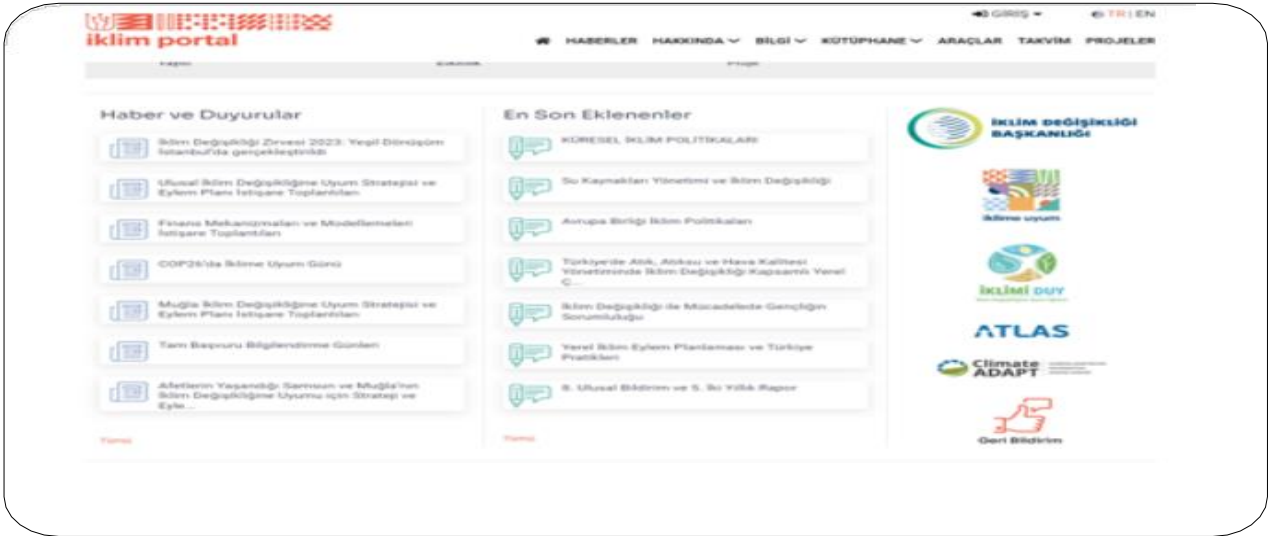 GİRİŞ
TR | EN
iklim portal
HABERLER HAKKINDA BİLGİ KÜTÜPHANE ARAÇLAR TAKVİM PROJELER
Yayın Etkinlik Proje
Haber ve Duyurular
İklim Değişikliği Zirvesi 2023: Yeşil Dönüşüm
İstanbul'da gerçekleştirildi
Ulusal İklim Değişikliğine Uyum Stratejisi ve
Eylem Planı İstişare Toplantıları
Finans Mekanizmaları ve Modellemeleri
İstişare Toplantıları
COP26'da İklime Uyum Günü
Muğla İklim Değişikliğine Uyum Stratejisi ve
Eylem Planı İstişare Toplantıları
Tam Başvuru Bilgilendirme Günleri
Afetlerin Yaşandığı Samsun ve Muğla'nın
İklim Değişikliğine Uyumu için Strateji ve
Eyle...
Tümü
En Son Eklenenler
KÜRESEL İKLİM POLİTİKALARI
Su Kaynakları Yönetimi ve İklim Değişikliği
Avrupa Birliği İklim Politikaları
Türkiye'de Atık, Atıksu ve Hava Kalitesi
Yönetiminde İklim Değişikliği Kapsamlı Yerel
Ç...
İklim Değişikliği ile Mücadelede Gençliğin
Sorumluluğu
Yerel İklim Eylem Planlaması ve Türkiye
Pratikleri
8. Ulusal Bildirim ve 5. İki Yıllık Rapor
Tümü
İKLİM DEĞİŞİKLİĞİ
BAŞKANLIĞI
iklime uyum
İKLİMİ DUY
ATLAS
Climate
ADAPT
Geri Bildirim